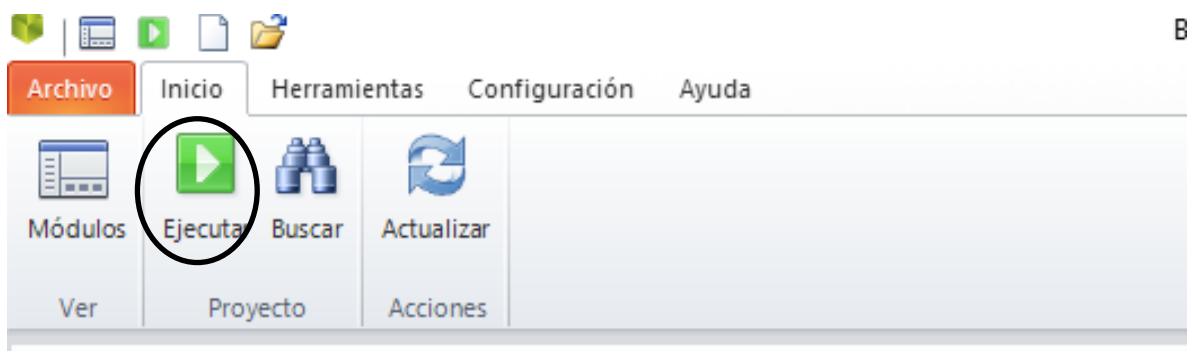 B
Archivo Inicio Herramientas Configuración Ayuda
Módulos Ejecutar Buscar Actualizar
Ver Proyecto Acciones